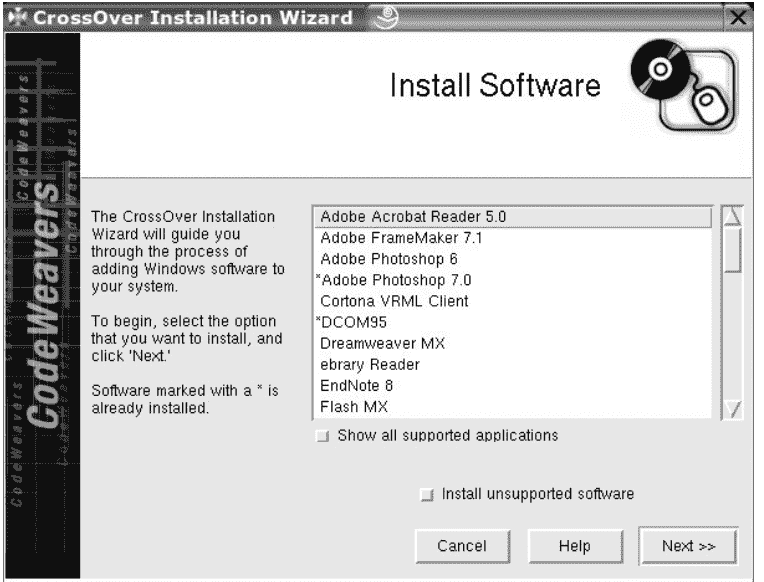 CrossOver Installation Wizard
Install Software
CodeWeavers
CodeWeavers
CodeWeavers
CodeWeavers
CodeWeavers
The CrossOver Installation
Wizard will guide you
through the process of
adding Windows software to
your system.
To begin, select the option
that you want to install, and
click 'Next.'
Software marked with a * is
already installed.
Adobe Acrobat Reader 5.0
Adobe FrameMaker 7.1
Adobe Photoshop 6
*Adobe Photoshop 7.0
Cortona VRML Client
*DCOM95
Dreamweaver MX
ebrary Reader
EndNote 8
Flash MX
Show all supported applications
Install unsupported software
Cancel
Help
Next >>